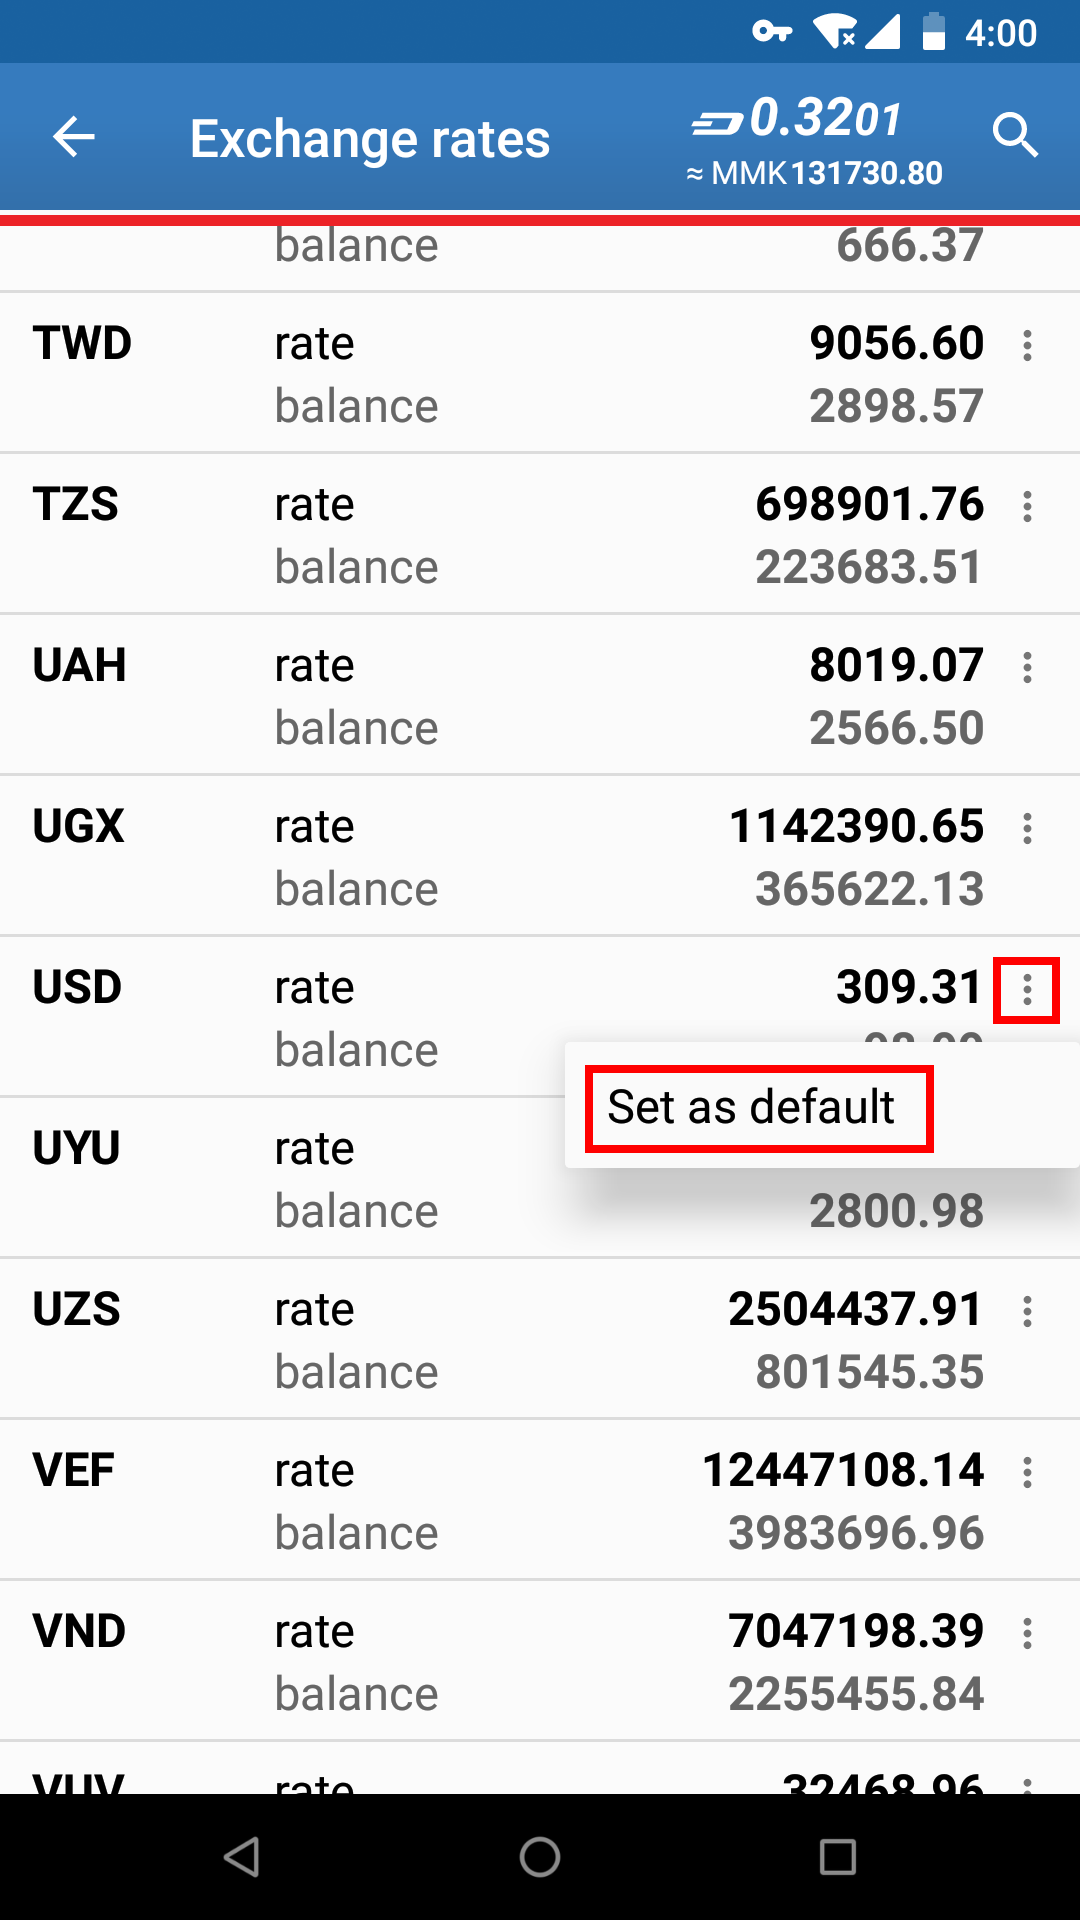 4:00
Exchange rates
0.3201
≈ MMK 131730.80
balance 666.37
TWD rate 9056.60
balance 2898.57
TZS rate 698901.76
balance 223683.51
UAH rate 8019.07
balance 2566.50
UGX rate 1142390.65
balance 365622.13
USD rate 309.31
balance
Set as default
UYU rate
balance 2800.98
UZS rate 2504437.91
balance 801545.35
VEF rate 12447108.14
balance 3983696.96
VND rate 7047198.39
balance 2255455.84
VUV rate 32468.96